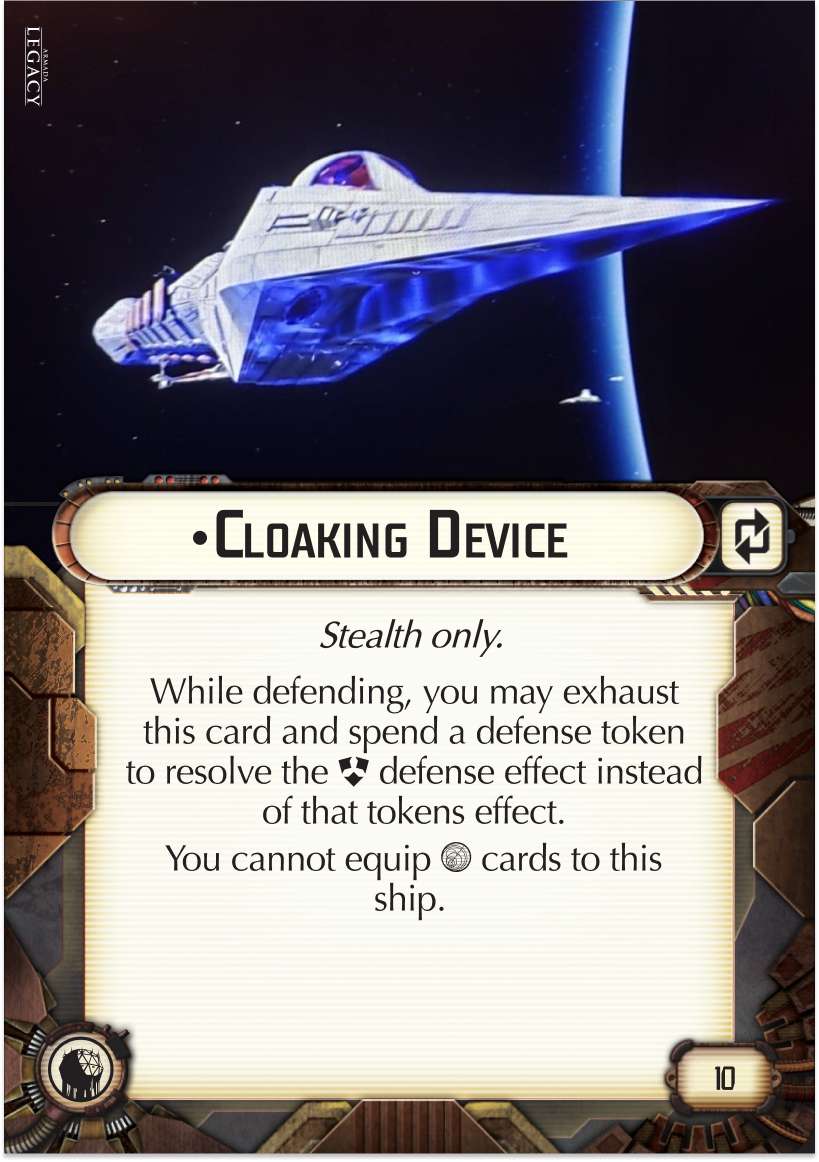 ARMADA
LEGACY
•CLOAKING DEVICE
Stealth only.
While defending, you may exhaust
this card and spend a defense token
to resolve the defense effect instead
of that tokens effect.
You cannot equip cards to this
ship.
10